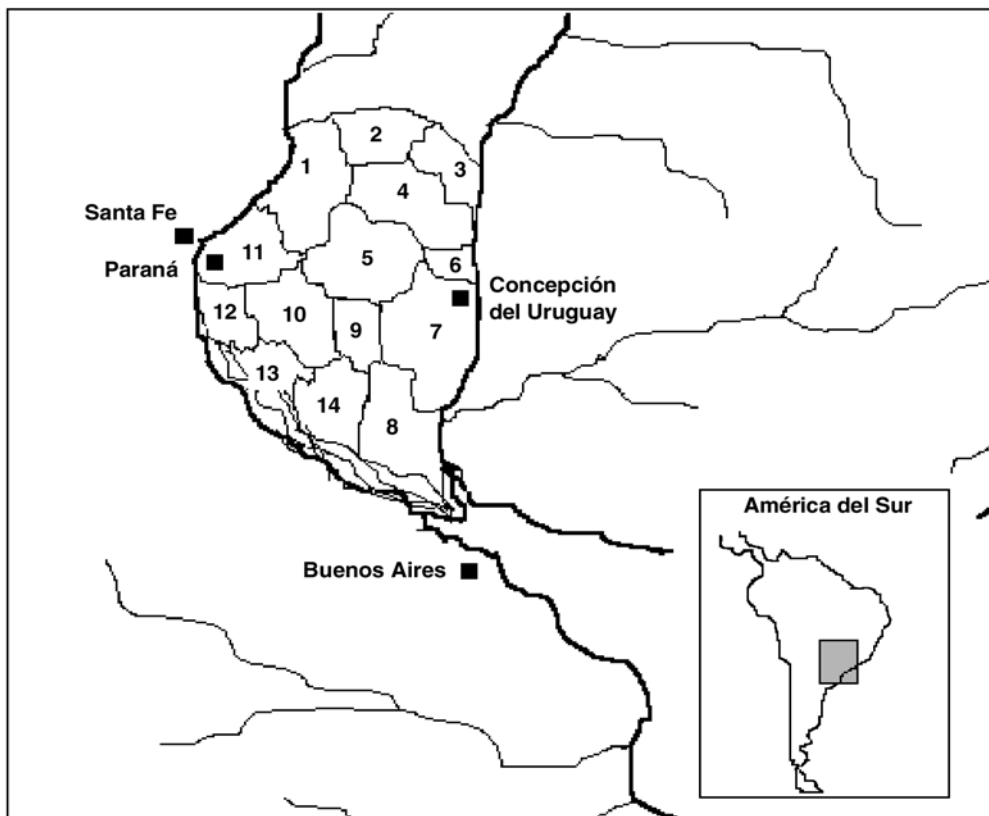 2
1
3
4
Santa Fe
11
5
6
Paraná
Concepción
del Uruguay
12
10
9
7
13
14
8
América del Sur
Buenos Aires